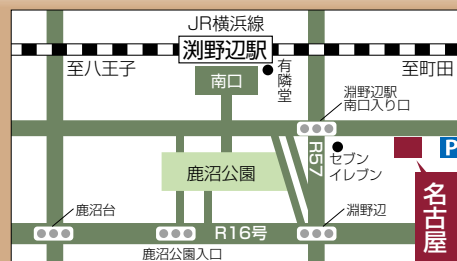 JR横浜線
渕野辺駅
至八王子
南口
有隣堂
至町田
淵野辺駅
南口入り口
P
R57
セブン
イレブン
鹿沼公園
名古屋
鹿沼台
淵野辺
R16号
鹿沼公園入口